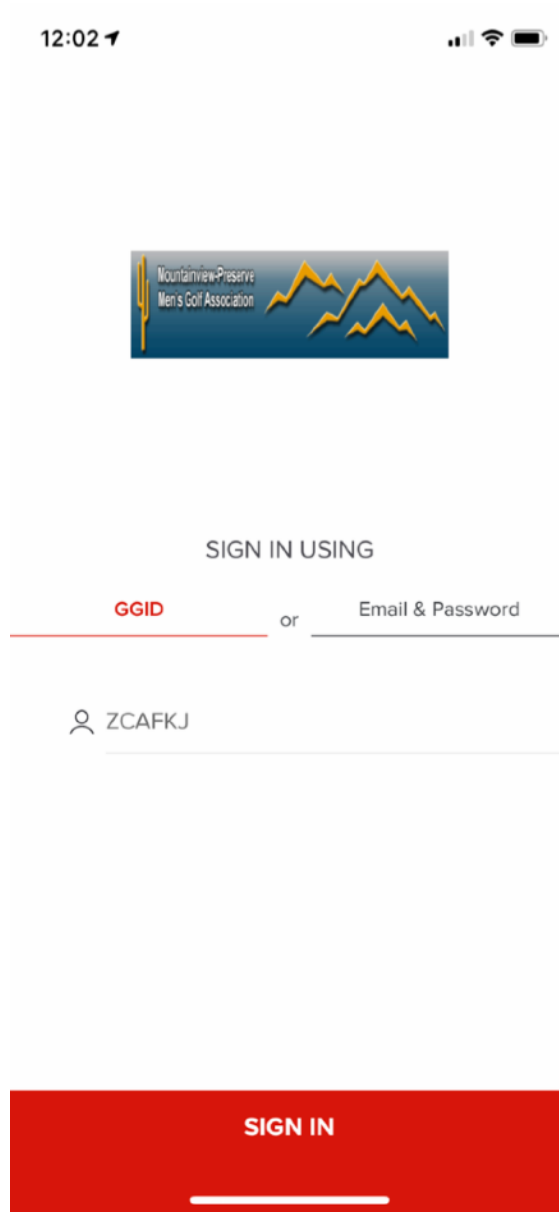 12:02
Mountainview-Preserve
Men's Golf Association
SIGN IN USING
GGID
or
Email & Password
ZCAFKJ
SIGN IN